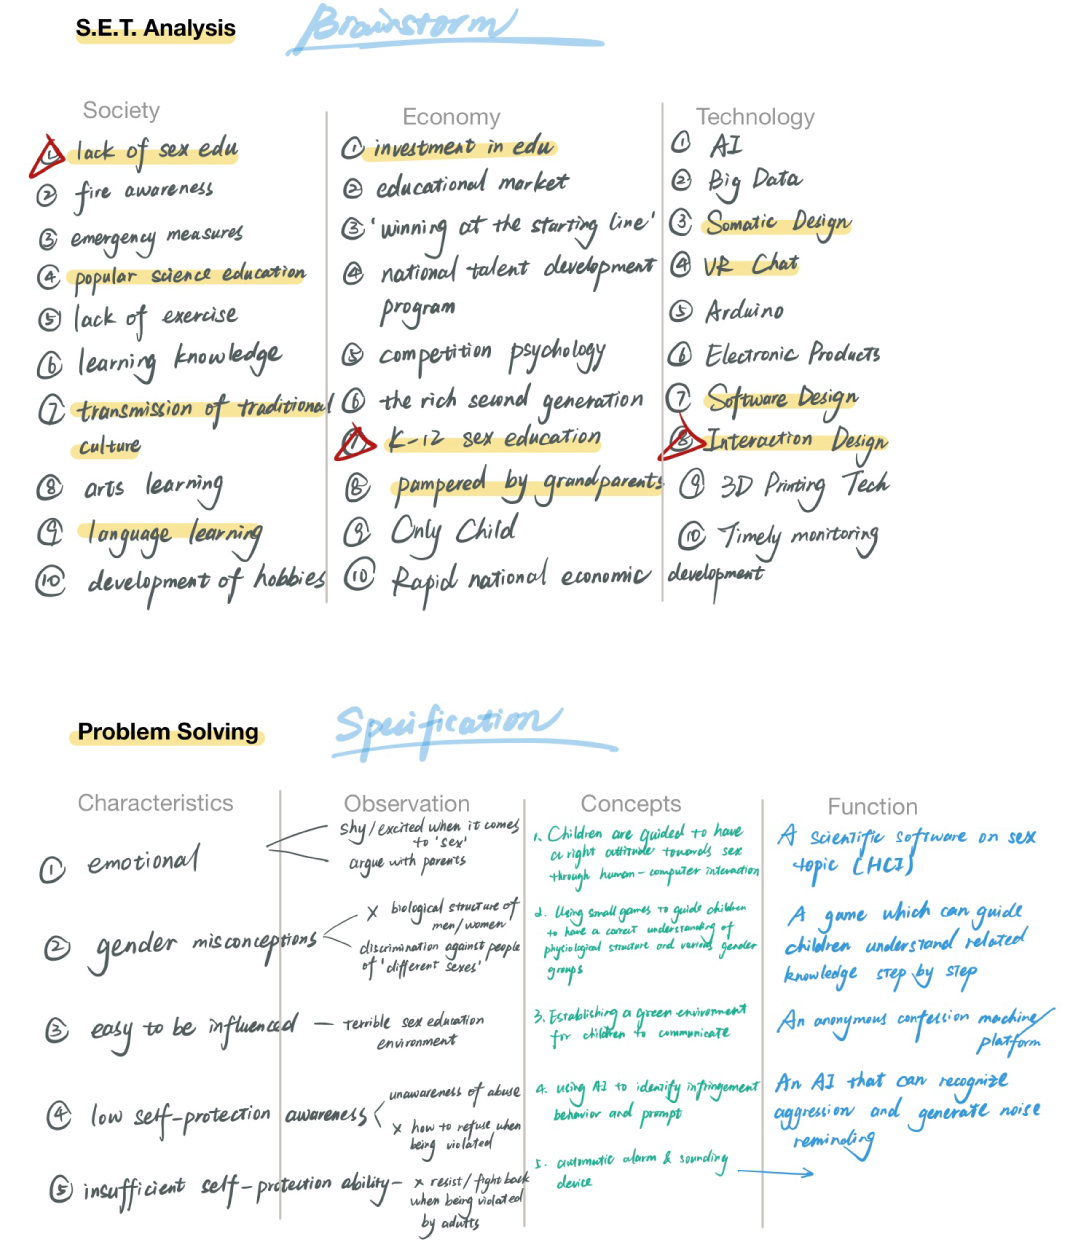 S.E.T. Analysis
Brainstorm
Society
① lack of sex edu
② fire awareness
③ emergency measures
④ popular science education
⑤ lack of exercise
⑥ learning knowledge
⑦ transmission of traditional
culture
⑧ arts learning
⑨ language learning
⑩ development of hobbies
Economy
① investment in edu
② educational market
③ 'winning at the starting line'
④ national talent development
program
⑤ competition psychology
⑥ the rich second generation
⑦ K-12 sex education
⑧ pampered by grandparents
⑨ Only Child
⑩ Rapid national economic development
Technology
① AI
② Big Data
③ Somatic Design
④ VR Chat
⑤ Arduino
⑥ Electronic Products
⑦ Software Design
⑧ Interaction Design
⑨ 3D Printing Tech
⑩ Timely monitoring
Problem Solving
Specification
Characteristics
① emotional
② gender misconceptions
③ easy to be influenced
④ low self-protection awareness
⑤ insufficient self-protection ability
Observation
shy/excited when it comes
to 'sex'
argue with parents
x biological structure of
men/women
discrimination against people
of 'different sexes'
terrible sex education
environment
unawareness of abuse
x how to refuse when
being violated
x resist/fight back
when being violated
by adults
Concepts
1. Children are guided to have
a right attitude towards sex
through human-computer interaction
2. Using small games to guide children
to have a correct understanding of
physiological structure and various gender
groups
3. Establishing a green environment
for children to communicate
4. using AI to identify infringement
behavior and prompt
5. automatic alarm & sounding
device
Function
A scientific software on sex
topic (HCI)
A game which can guide
children understand related
knowledge step by step
An anonymous confession machine/
platform
An AI that can recognize
aggression and generate noise
reminding